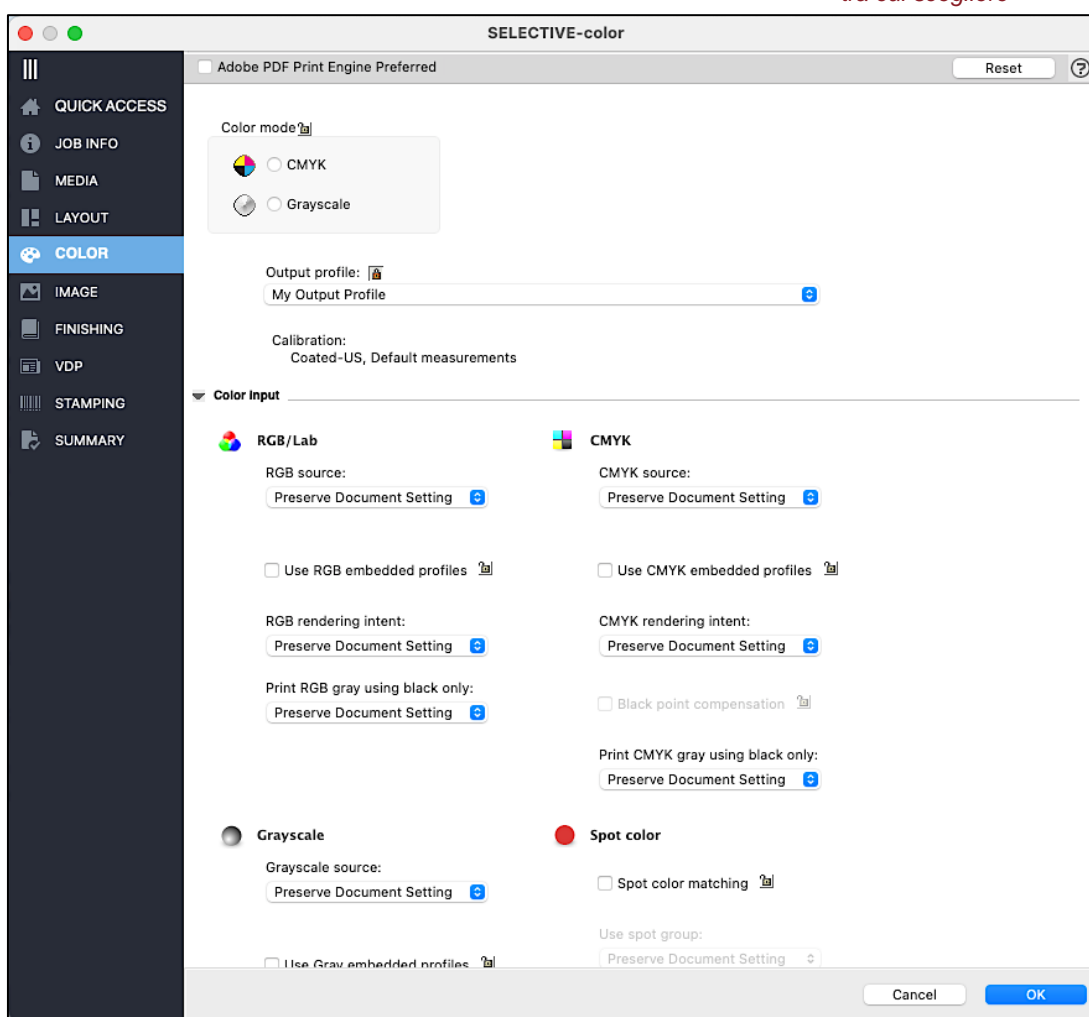 tra cui scegliere
SELECTIVE-color
Adobe PDF Print Engine Preferred
Reset
?
QUICK ACCESS
JOB INFO
MEDIA
LAYOUT
COLOR
IMAGE
FINISHING
VDP
STAMPING
SUMMARY
Color mode
CMYK
Grayscale
Output profile:
My Output Profile
Calibration:
Coated-US, Default measurements
Color Input
RGB/Lab
RGB source:
Preserve Document Setting
Use RGB embedded profiles
RGB rendering intent:
Preserve Document Setting
Print RGB gray using black only:
Preserve Document Setting
CMYK
CMYK source:
Preserve Document Setting
Use CMYK embedded profiles
CMYK rendering intent:
Preserve Document Setting
Black point compensation
Print CMYK gray using black only:
Preserve Document Setting
Grayscale
Grayscale source:
Preserve Document Setting
Use Gray embedded profiles
Spot color
Spot color matching
Use spot group:
Preserve Document Setting
Cancel
OK